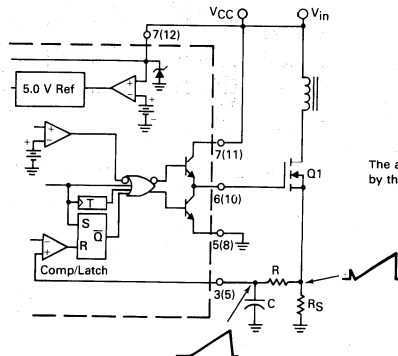 VCC
Vin
7(12)
5.0 V Ref
+
−
+
−
7(11)
Q1
The a
by th
+
−
6(10)
T
S
Q
R
5(8)
−
+
Comp/Latch
3(5)
R
C
RS